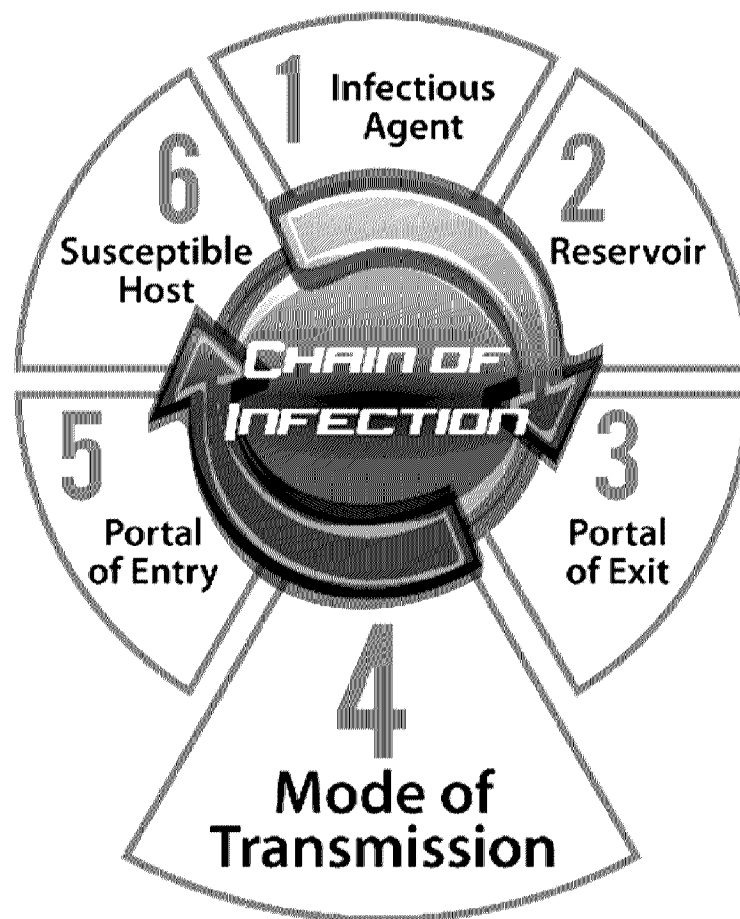 1
Infectious
Agent
2
Reservoir
3
Portal
of Exit
4
Mode of
Transmission
5
Portal
of Entry
6
Susceptible
Host
CHAIN OF
INFECTION